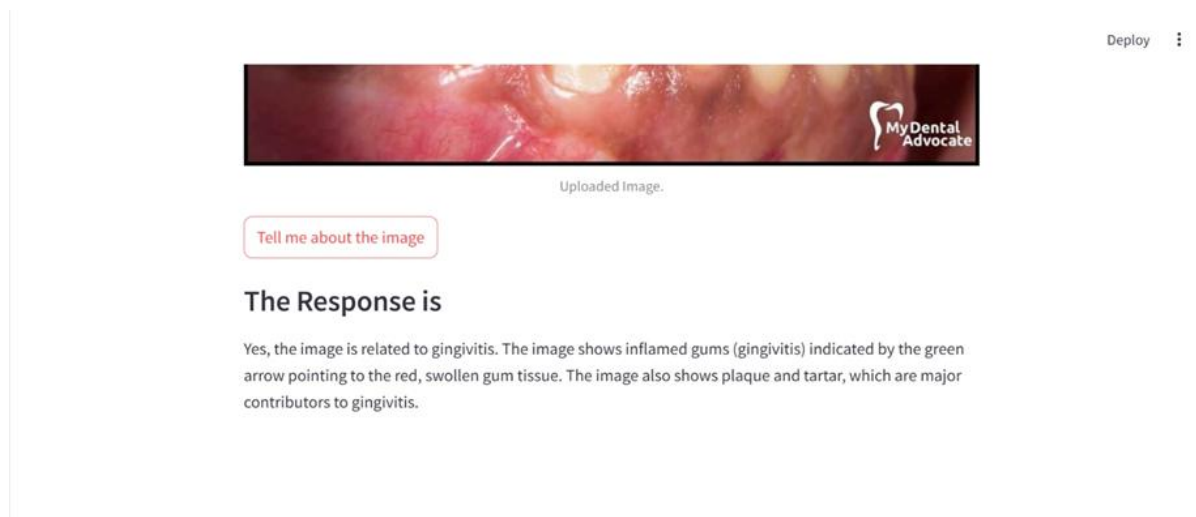 Deploy
My Dental
Advocate
Uploaded Image.
Tell me about the image
The Response is
Yes, the image is related to gingivitis. The image shows inflamed gums (gingivitis) indicated by the green
arrow pointing to the red, swollen gum tissue. The image also shows plaque and tartar, which are major
contributors to gingivitis.